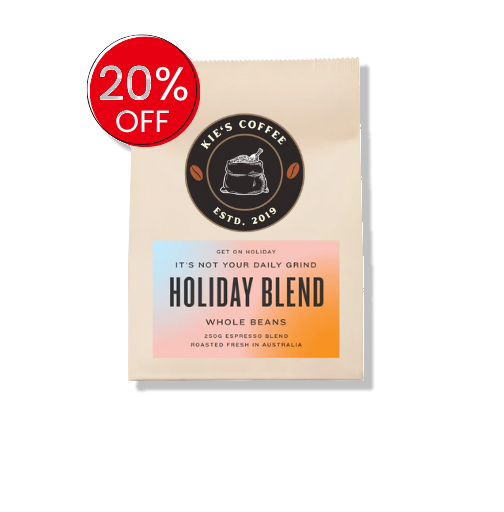 20%
OFF
KIE'S COFFEE
ESTD. 2019
GET ON HOLIDAY
IT'S NOT YOUR DAILY GRIND
HOLIDAY BLEND
WHOLE BEANS
250G ESPRESSO BLEND
ROASTED FRESH IN AUSTRALIA